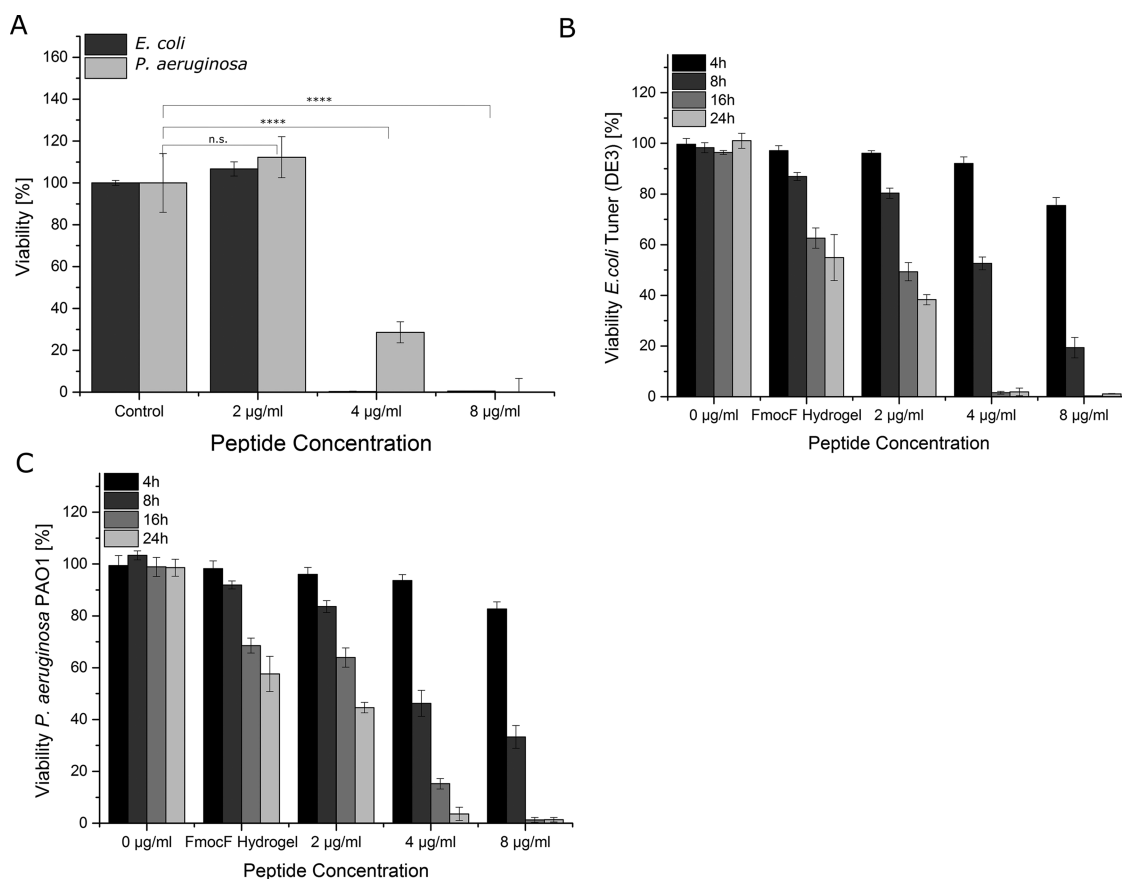 A
E. coli
P. aeruginosa
160
140
120
100
80
60
40
20
0
Viability [%]
****
****
n.s.
Control
2 µg/ml
4 µg/ml
8 µg/ml
Peptide Concentration
B
4h
8h
16h
24h
120
100
80
60
40
20
0
Viability E.coli Tuner (DE3) [%]
0 µg/ml
FmocF Hydrogel
2 µg/ml
4 µg/ml
8 µg/ml
Peptide Concentration
C
4h
8h
16h
24h
120
100
80
60
40
20
0
Viability P. aeruginosa PAO1 [%]
0 µg/ml
FmocF Hydrogel
2 µg/ml
4 µg/ml
8 µg/ml
Peptide Concentration